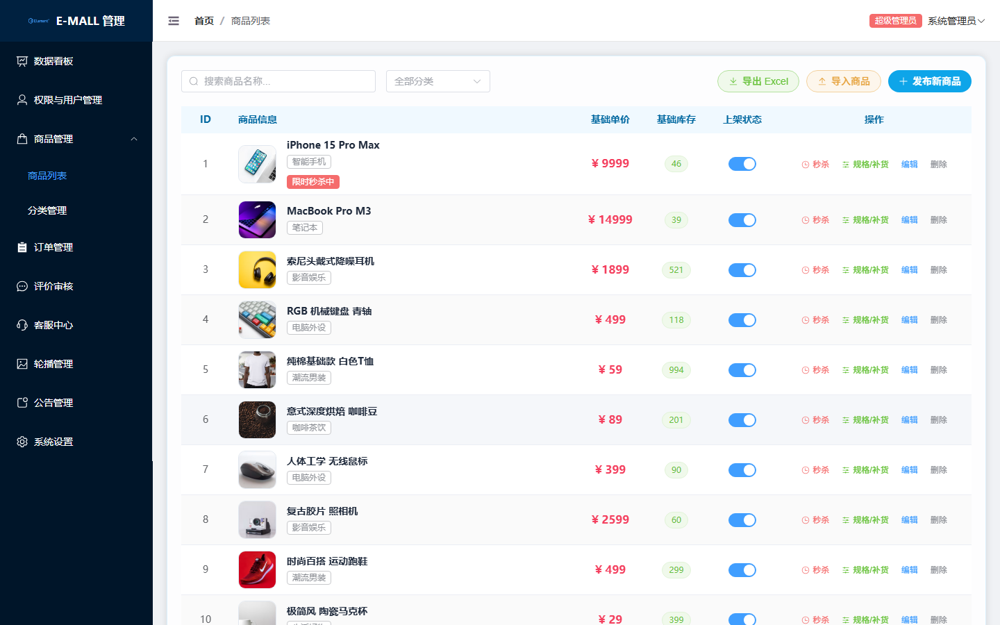 Element
E-MALL 管理
首页 / 商品列表
超级管理员 系统管理员
数据看板
权限与用户管理
商品管理
商品列表
分类管理
订单管理
评价审核
客服中心
轮播管理
公告管理
系统设置
搜索商品名称... 全部分类 导出 Excel 导入商品 发布新商品
ID 商品信息 基础单价 基础库存 上架状态 操作
1 iPhone 15 Pro Max 智能手机 限时秒杀中 ¥ 9999 46 秒杀 规格/补货 编辑 删除
2 MacBook Pro M3 笔记本 ¥ 14999 39 秒杀 规格/补货 编辑 删除
3 索尼头戴式降噪耳机 影音娱乐 ¥ 1899 521 秒杀 规格/补货 编辑 删除
4 RGB 机械键盘 青轴 电脑外设 ¥ 499 118 秒杀 规格/补货 编辑 删除
5 纯棉基础款 白色T恤 潮流男装 ¥ 59 994 秒杀 规格/补货 编辑 删除
6 意式深度烘焙 咖啡豆 咖啡茶饮 ¥ 89 201 秒杀 规格/补货 编辑 删除
7 人体工学 无线鼠标 电脑外设 ¥ 399 90 秒杀 规格/补货 编辑 删除
8 复古胶片 照相机 影音娱乐 ¥ 2599 60 秒杀 规格/补货 编辑 删除
9 时尚百搭 运动跑鞋 潮流男装 ¥ 499 299 秒杀 规格/补货 编辑 删除
10 极简风 陶瓷马克杯 ¥ 29 399 秒杀 规格/补货 编辑 删除